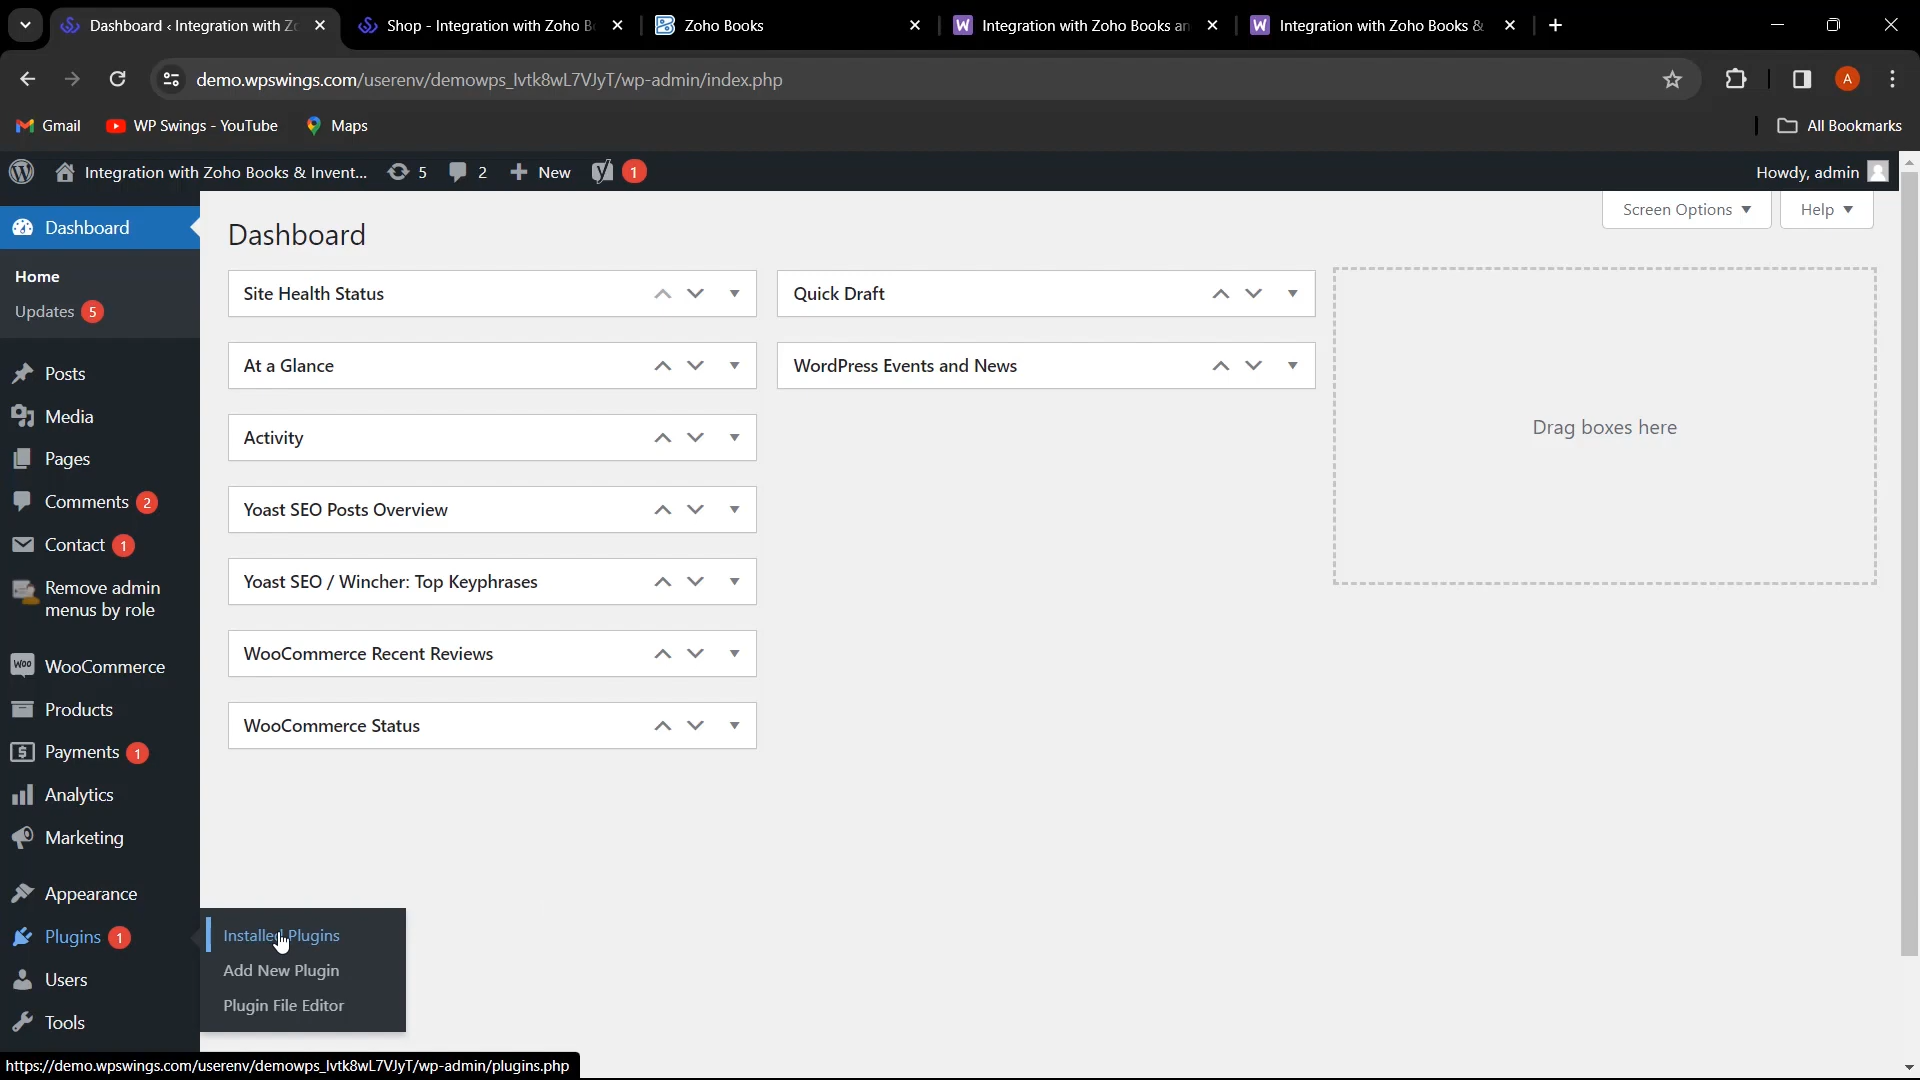 Dashboard ‹ Integration with Zo
Shop - Integration with Zoho B
Zoho Books
Integration with Zoho Books an
Integration with Zoho Books &
demo.wpswings.com/userenv/demowps_lvtk8wL7VJyT/wp-admin/index.php
A
Gmail
WP Swings - YouTube
Maps
All Bookmarks
Integration with Zoho Books & Invent...
5
2
New
1
Howdy, admin
Dashboard
Home
Updates 5
Posts
Media
Pages
Comments 2
Contact 1
Remove admin
menus by role
WooCommerce
Products
Payments 1
Analytics
Marketing
Appearance
Plugins 1
Users
Tools
Installed Plugins
Add New Plugin
Plugin File Editor
Screen Options
Help
Dashboard
Site Health Status
At a Glance
Activity
Yoast SEO Posts Overview
Yoast SEO / Wincher: Top Keyphrases
WooCommerce Recent Reviews
WooCommerce Status
Quick Draft
WordPress Events and News
Drag boxes here
https://demo.wpswings.com/userenv/demowps_lvtk8wL7VJyT/wp-admin/plugins.php